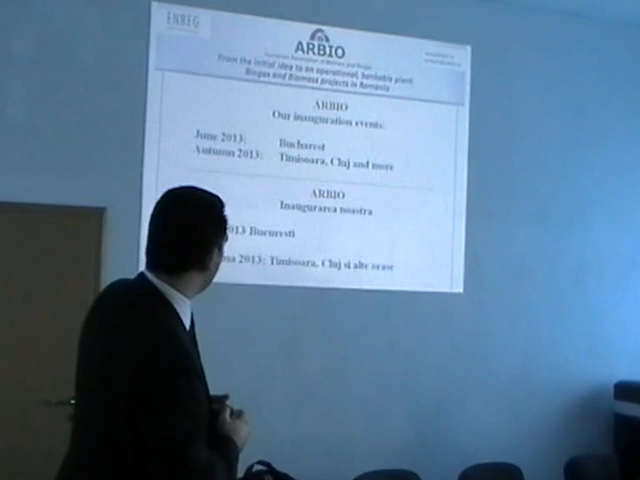 ENREG
ARBIO
From the initial idea to an operational, bankable plant
Biogas and Biomass projects in Romania
ARBIO
Our inauguration events:
June 2013: Bucharest
Autumn 2013: Timisoara, Cluj and more
ARBIO
Inaugurarea noastra
2013 Bucuresti
2013: Timisoara, Cluj si alte orase